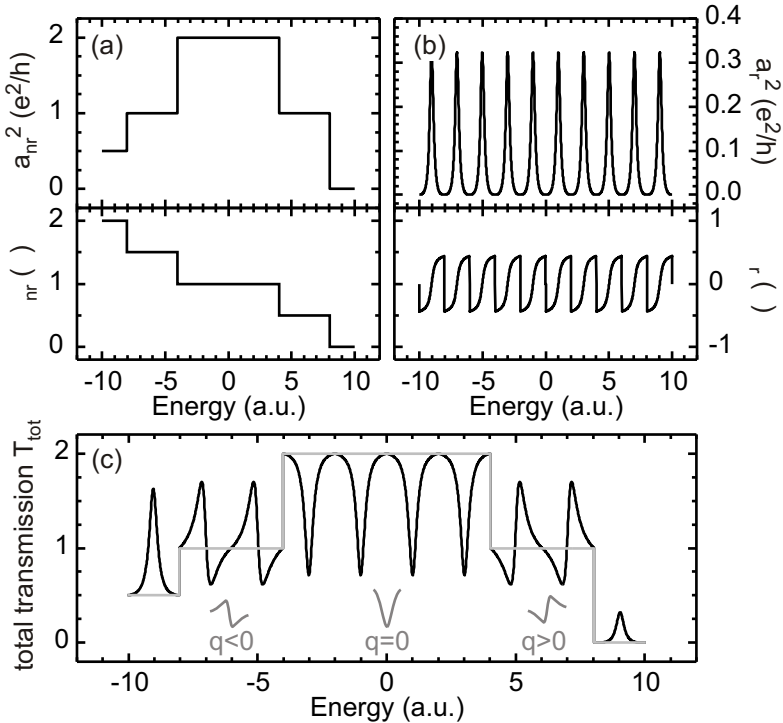 (a)
2
1
0
a_nr^2 (e^2/h)
2
1
0
nr ( )
-10 -5 0 5 10
Energy (a.u.)
(b)
0.4
0.3
0.2
0.1
0.0
a_r^2 (e^2/h)
1
0
-1
r ( )
-10 -5 0 5 10
Energy (a.u.)
(c)
2
1
0
total transmission T_tot
q<0 q=0 q>0
-10 -5 0 5 10
Energy (a.u.)